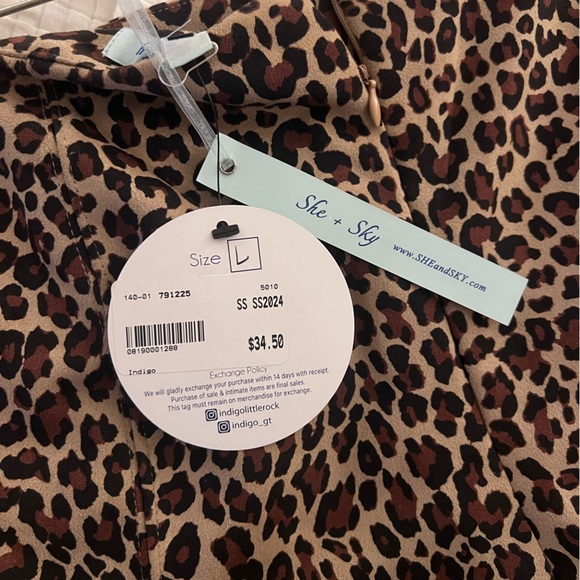 She + Sky
www.SHEandSKY.com
Size L
140-01 791225
5010
SS SS2024
08190001288
$34.50
Indigo
Exchange Policy
We will gladly exchange your purchase within 14 days with receipt.
Purchase of sale & intimate items are final sales.
This tag must remain on merchandise for exchange.
indigolittlerock
indigo_gt